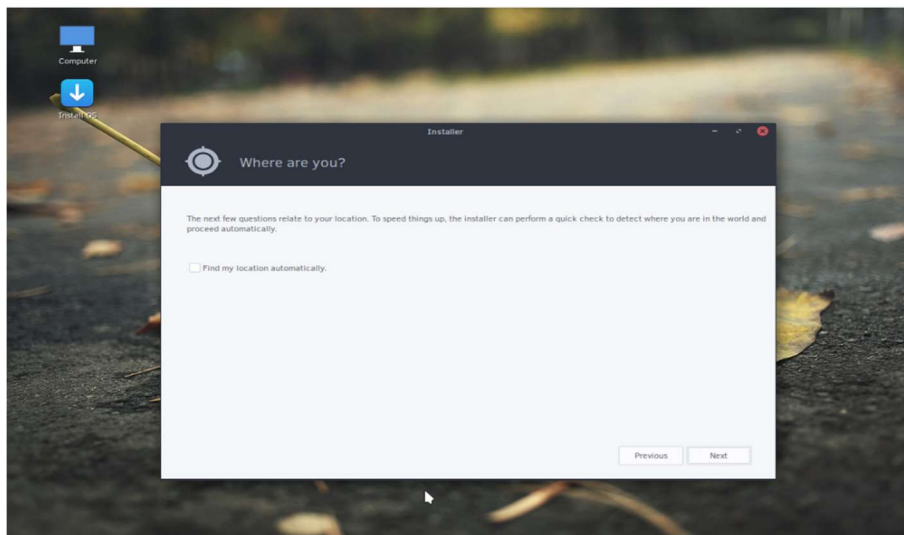 Computer
Install OS
Installer
Where are you?
The next few questions relate to your location. To speed things up, the installer can perform a quick check to detect where you are in the world and
proceed automatically.
Find my location automatically.
Previous
Next